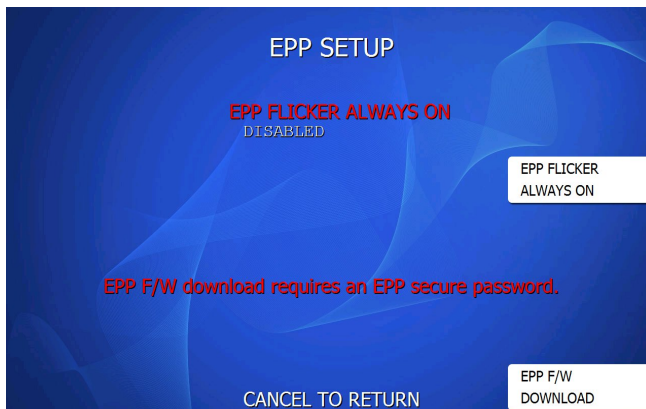 EPP SETUP
EPP FLICKER ALWAYS ON
DISABLED
EPP FLICKER
ALWAYS ON
EPP F/W download requires an EPP secure password.
EPP F/W
DOWNLOAD
CANCEL TO RETURN